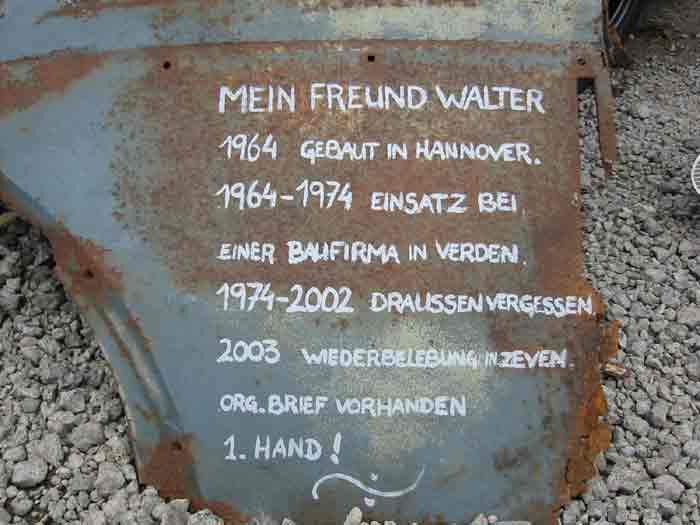 MEIN FREUND WALTER
1964 GEBAUT IN HANNOVER.
1964-1974 EINSATZ BEI
EINER BAUFIRMA IN VERDEN.
1974-2002 DRAUSSEN VERGESSEN
2003 WIEDERBELEBUNG IN ZEVEN.
ORG. BRIEF VORHANDEN
1. HAND!